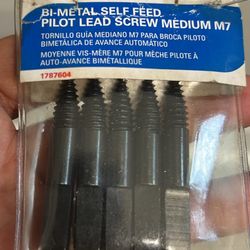 BI-METAL SELF FEED
PILOT LEAD SCREW MEDIUM M7
TORNILLO GUÍA MEDIANO M7 PARA BROCA PILOTO
BIMETÁLICA DE AVANCE AUTOMÁTICO
MOYENNE VIS-MÈRE M7 POUR MÈCHE PILOTE À
AUTO-AVANCE BIMÉTALLIQUE
1787604